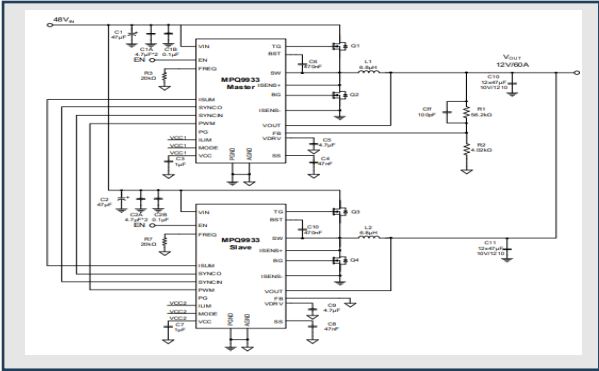 48VIN
C1
47µF
C1A
4.7µF*2
C1B
0.1µF
EN
R3
20kΩ
VIN
EN
FREQ
MPQ9933
Master
ISUM
SYNCO
SYNCIN
PWM
PG
ILIM
MODE
VCC
VCC1
VCC1
VCC1
C3
1µF
PGND
AGND
TG
BST
SW
ISENS+
BG
ISENS-
VOUT
FB
VDRV
SS
C6
470nF
Q1
Q2
L1
6.8µH
C5
4.7µF
C4
47nF
VOUT
12V/60A
C10
12x47µF
10V/1210
Cff
100pF
R1
56.2kΩ
R2
4.02kΩ
C2
47µF
C2A
4.7µF*2
C2B
0.1µF
EN
R7
20kΩ
VIN
EN
FREQ
MPQ9933
Slave
ISUM
SYNCO
SYNCIN
PWM
PG
ILIM
MODE
VCC
VCC2
VCC2
VCC2
C7
1µF
PGND
AGND
TG
BST
SW
ISENS+
BG
ISENS-
VOUT
FB
VDRV
SS
C10
470nF
Q3
Q4
L2
6.8µH
C9
4.7µF
C8
47nF
C11
12x47µF
10V/1210